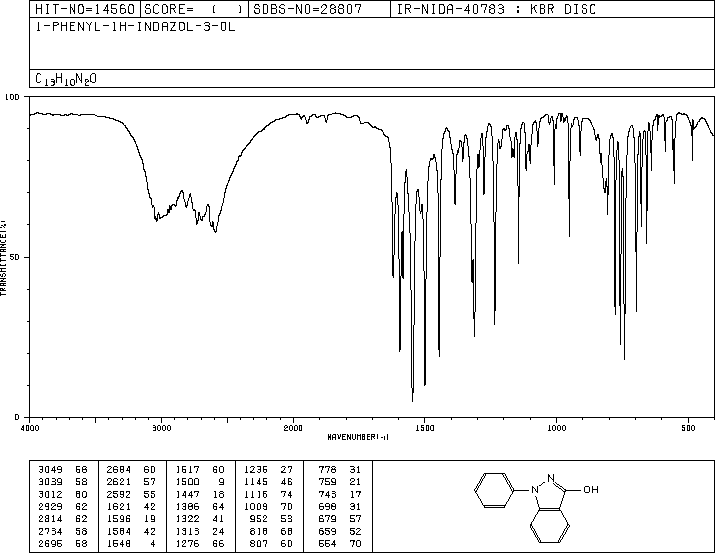 HIT-NO=14560 SCORE= ( ) SDBS-NO=28807 IR-NIDA-40783 : KBR DISC
1-PHENYL-1H-INDAZOL-3-OL
C13H10N2O
100
TRANSMITTANCE(%)
50
0
4000 3000 2000 1500 1000 500
WAVENUMBER(-1)
3049 68 2684 60 1617 60 1236 27 778 31
3039 58 2621 57 1500 9 1145 46 759 21
3012 60 2592 55 1447 18 1116 74 743 17
2929 62 1621 42 1386 64 1009 70 698 31
2814 62 1596 19 1322 41 952 53 679 57
2734 58 1584 42 1313 24 818 68 659 52
2695 58 1548 4 1276 66 807 60 554 70
N
N
OH